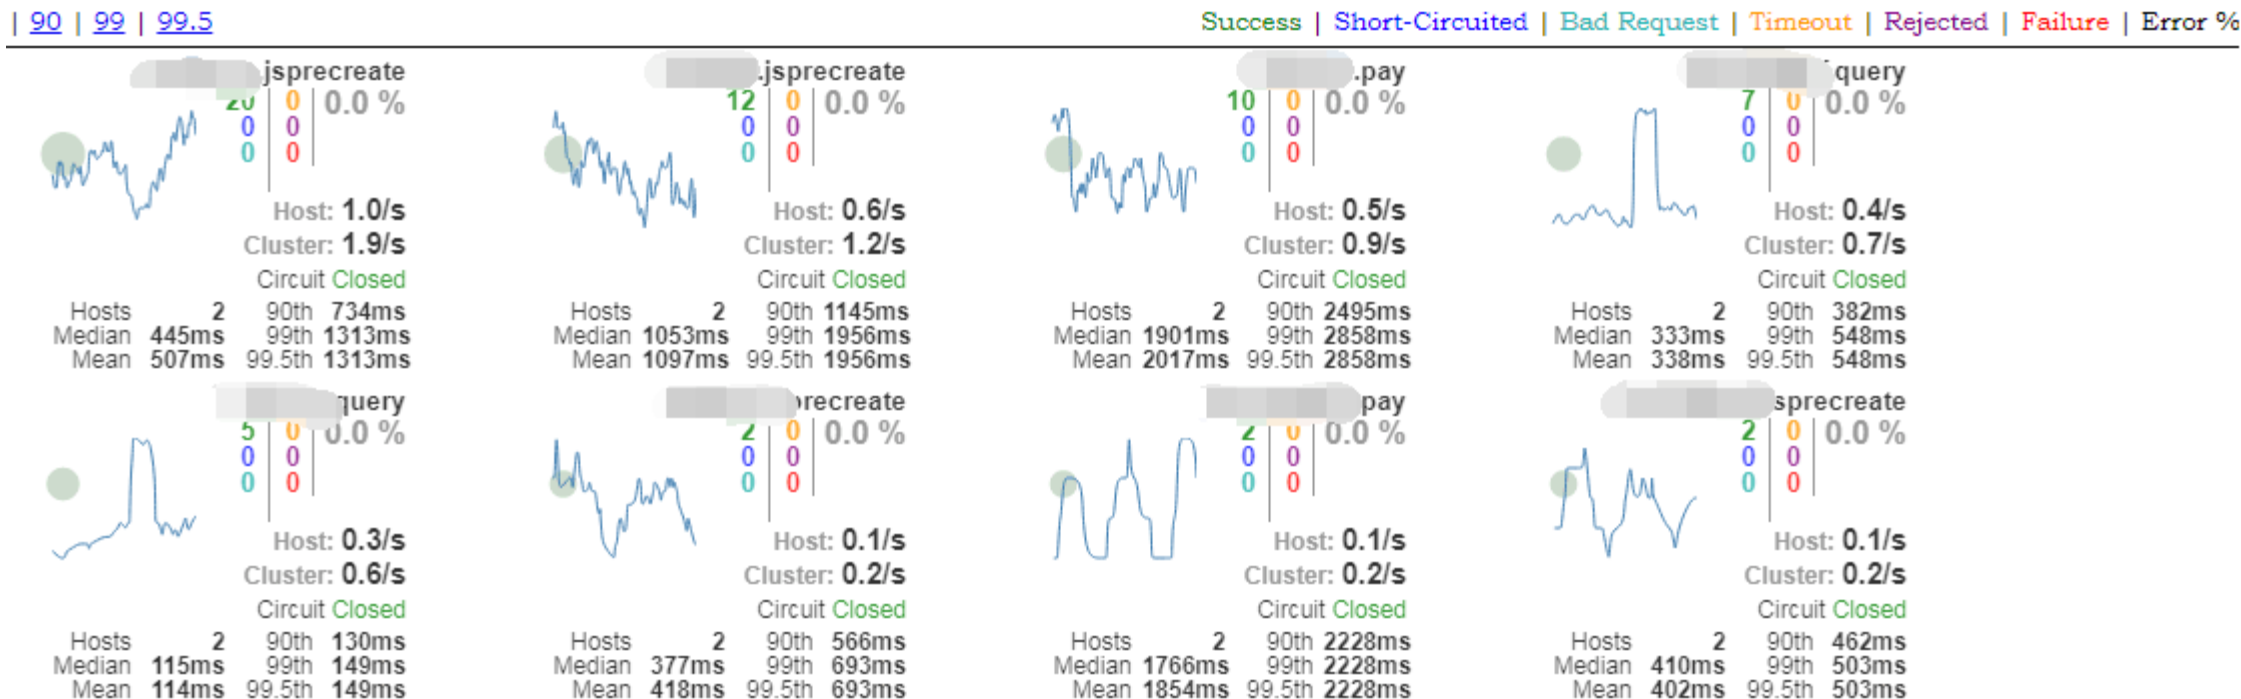 | 90 | 99 | 99.5
Success | Short-Circuited | Bad Request | Timeout | Rejected | Failure | Error %
jsprecreate
20 0 0.0 %
0 0
0 0
Host: 1.0/s
Cluster: 1.9/s
Circuit Closed
Hosts 2 90th 734ms
Median 445ms 99th 1313ms
Mean 507ms 99.5th 1313ms
.jsprecreate
12 0 0.0 %
0 0
0 0
Host: 0.6/s
Cluster: 1.2/s
Circuit Closed
Hosts 2 90th 1145ms
Median 1053ms 99th 1956ms
Mean 1097ms 99.5th 1956ms
.pay
10 0 0.0 %
0 0
0 0
Host: 0.5/s
Cluster: 0.9/s
Circuit Closed
Hosts 2 90th 2495ms
Median 1901ms 99th 2858ms
Mean 2017ms 99.5th 2858ms
query
7 0 0.0 %
0 0
0 0
Host: 0.4/s
Cluster: 0.7/s
Circuit Closed
Hosts 2 90th 382ms
Median 333ms 99th 548ms
Mean 338ms 99.5th 548ms
query
5 0 0.0 %
0 0
0 0
Host: 0.3/s
Cluster: 0.6/s
Circuit Closed
Hosts 2 90th 130ms
Median 115ms 99th 149ms
Mean 114ms 99.5th 149ms
recreate
2 0 0.0 %
0 0
0 0
Host: 0.1/s
Cluster: 0.2/s
Circuit Closed
Hosts 2 90th 566ms
Median 377ms 99th 693ms
Mean 418ms 99.5th 693ms
pay
2 0 0.0 %
0 0
0 0
Host: 0.1/s
Cluster: 0.2/s
Circuit Closed
Hosts 2 90th 2228ms
Median 1766ms 99th 2228ms
Mean 1854ms 99.5th 2228ms
sprecreate
2 0 0.0 %
0 0
0 0
Host: 0.1/s
Cluster: 0.2/s
Circuit Closed
Hosts 2 90th 462ms
Median 410ms 99th 503ms
Mean 402ms 99.5th 503ms